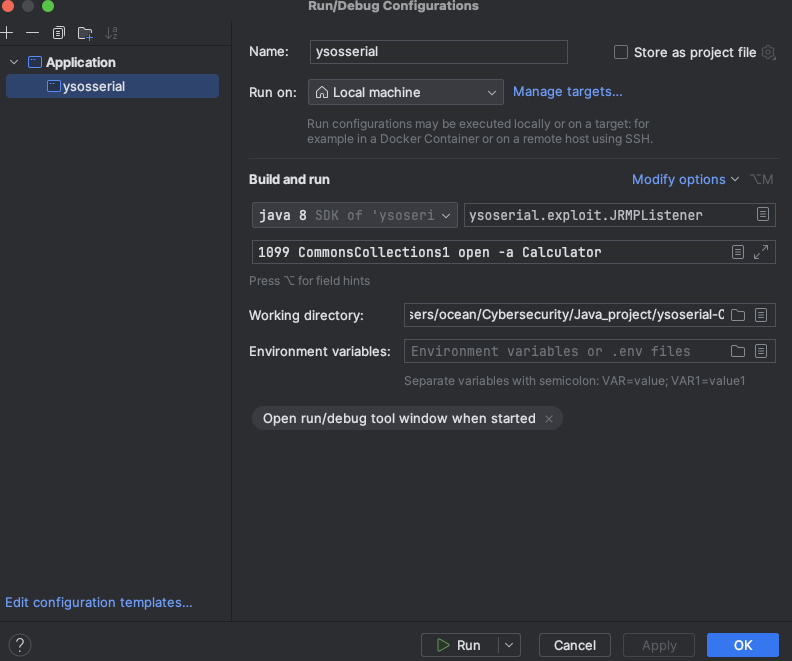 Run/Debug Configurations
Application
ysosserial
Name:
ysosserial
Store as project file
Run on:
Local machine
Manage targets...
Run configurations may be executed locally or on a target: for
example in a Docker Container or on a remote host using SSH.
Build and run
Modify options
⌥M
java 8 SDK of 'ysoseri
ysoserial.exploit.JRMPListener
1099 CommonsCollections1 open -a Calculator
Press ⌥ for field hints
Working directory:
sers/ocean/Cybersecurity/Java_project/ysoserial-C
Environment variables:
Environment variables or .env files
Separate variables with semicolon: VAR=value; VAR1=value1
Open run/debug tool window when started
Edit configuration templates...
?
Run
Cancel
Apply
OK